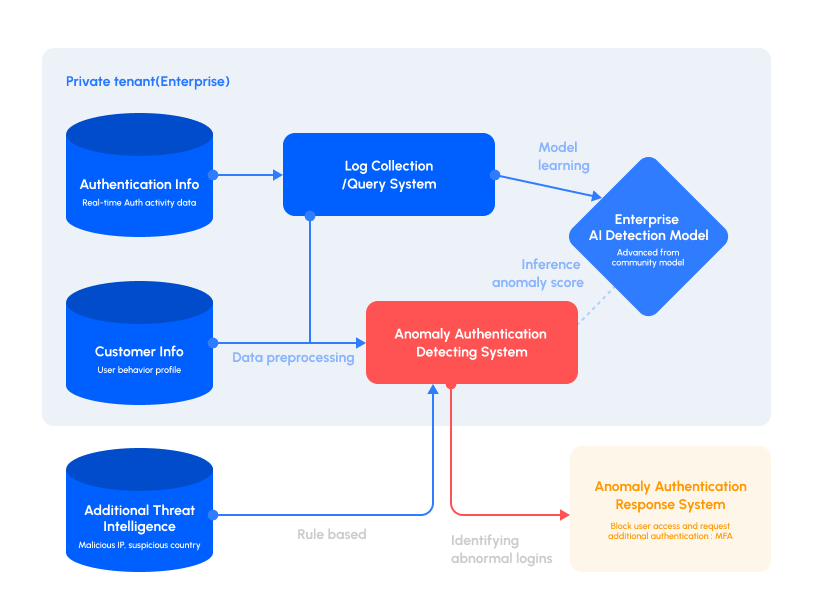 Private tenant(Enterprise)
Authentication Info
Real-time Auth activity data
Log Collection
/Query System
Model
learning
Enterprise
AI Detection Model
Advanced from
community model
Inference
anomaly score
Customer Info
User behavior profile
Data preprocessing
Anomaly Authentication
Detecting System
Additional Threat
Intelligence
Malicious IP, suspicious country
Rule based
Identifying
abnormal logins
Anomaly Authentication
Response System
Block user access and request
additional authentication : MFA